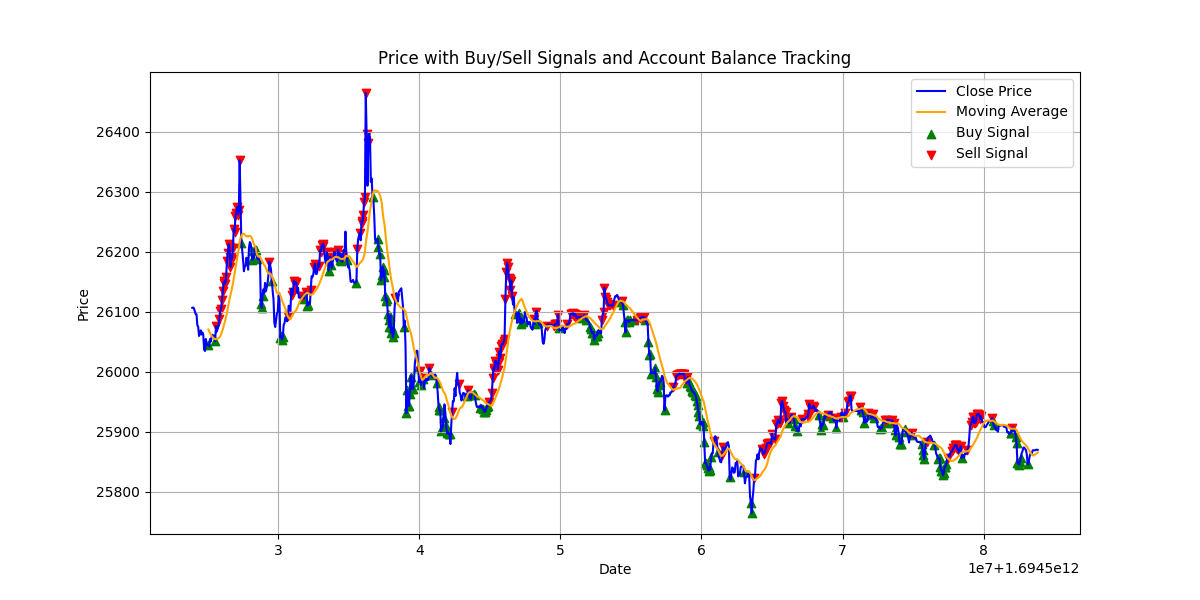 Price with Buy/Sell Signals and Account Balance Tracking
Close Price
Moving Average
Buy Signal
Sell Signal
26400
26300
26200
26100
26000
25900
25800
Price
3 4 5 6 7 8
Date
1e7+1.6945e12